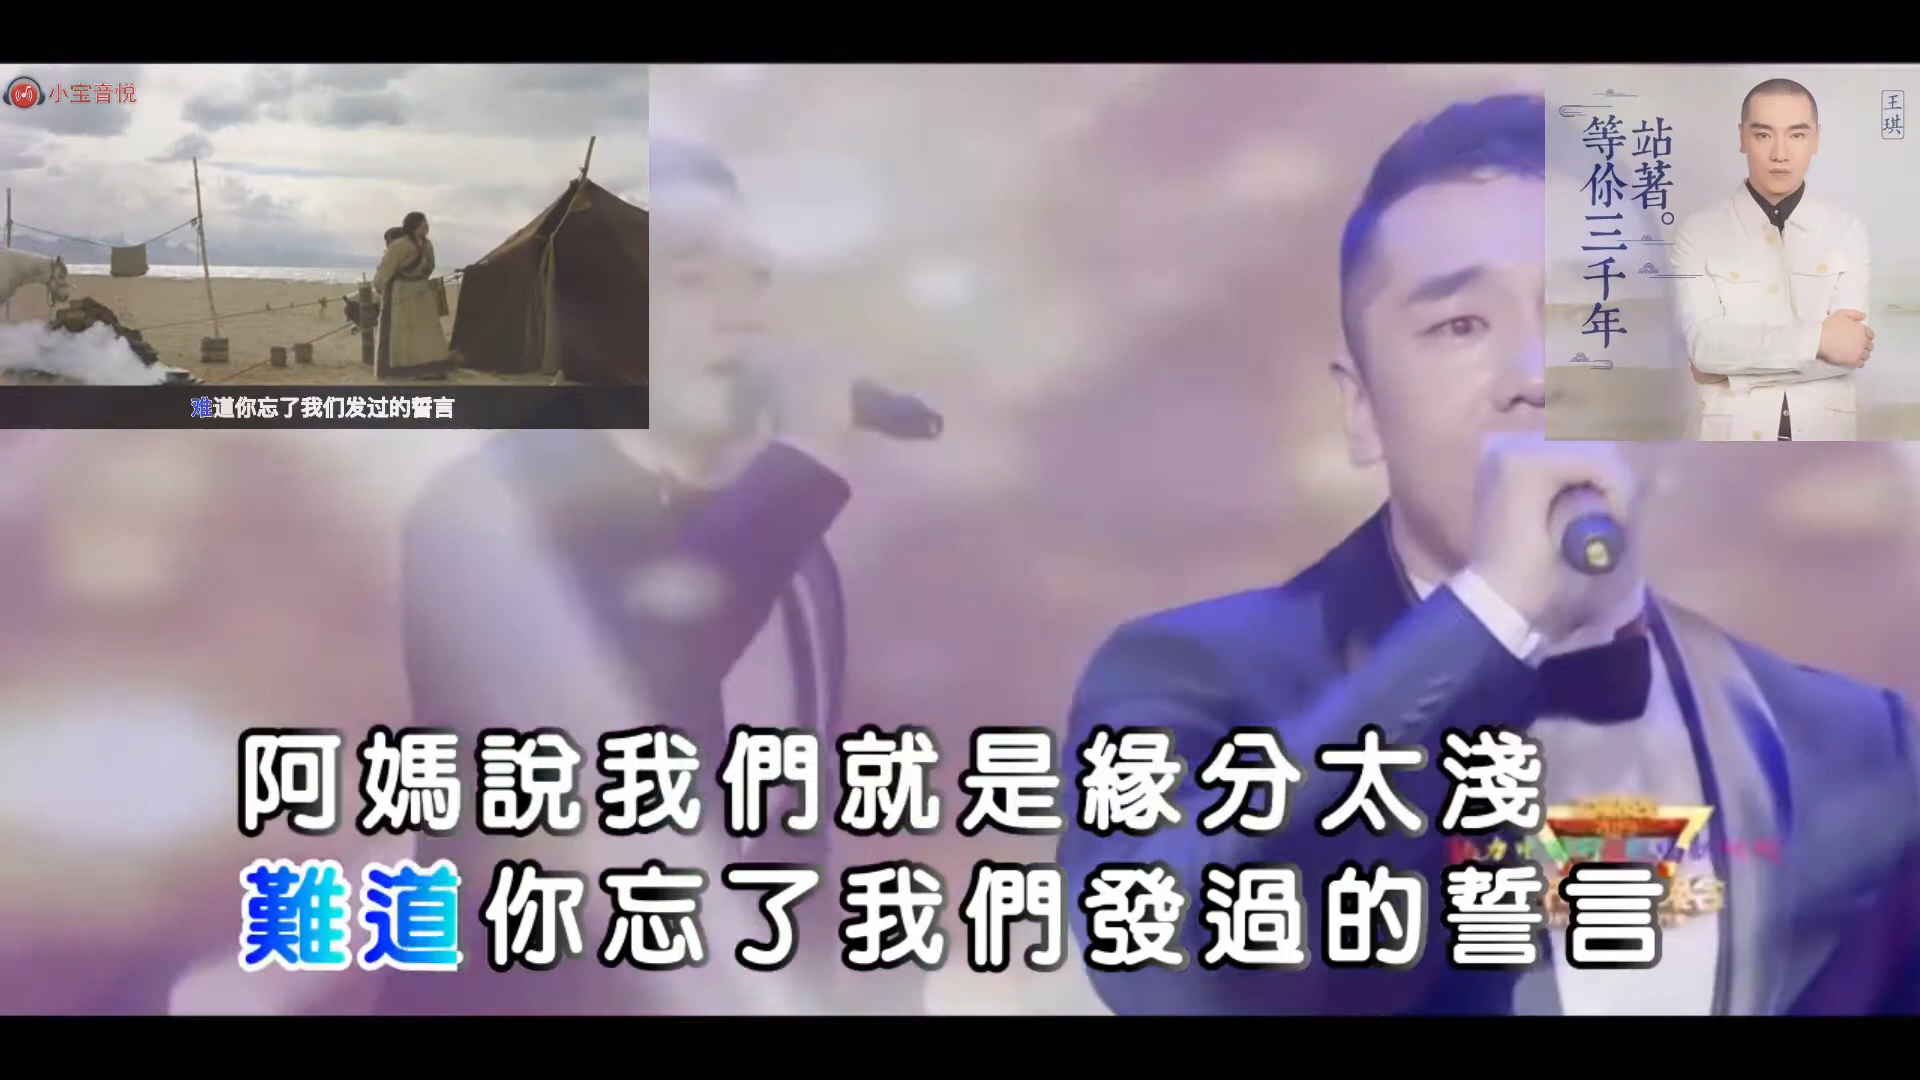 小宝音悦
难道你忘了我们发过的誓言
王琪
站著。
等你三千年
阿媽說我們就是緣分太淺
難道你忘了我們發過的誓言